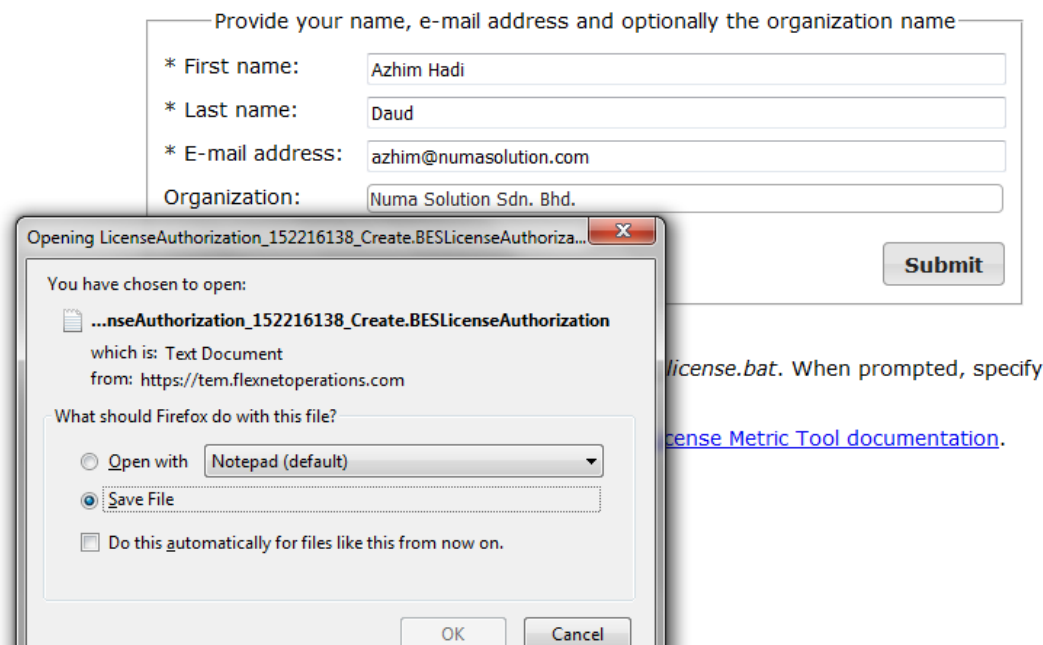 Provide your name, e-mail address and optionally the organization name
* First name: Azhim Hadi
* Last name: Daud
* E-mail address: azhim@numasolution.com
Organization: Numa Solution Sdn. Bhd.
Submit
license.bat. When prompted, specify
cense Metric Tool documentation.
Opening LicenseAuthorization_152216138_Create.BESLicenseAuthoriza...
You have chosen to open:
...nseAuthorization_152216138_Create.BESLicenseAuthorization
which is: Text Document
from: https://tem.flexnetoperations.com
What should Firefox do with this file?
Open with Notepad (default)
Save File
Do this automatically for files like this from now on.
OK Cancel